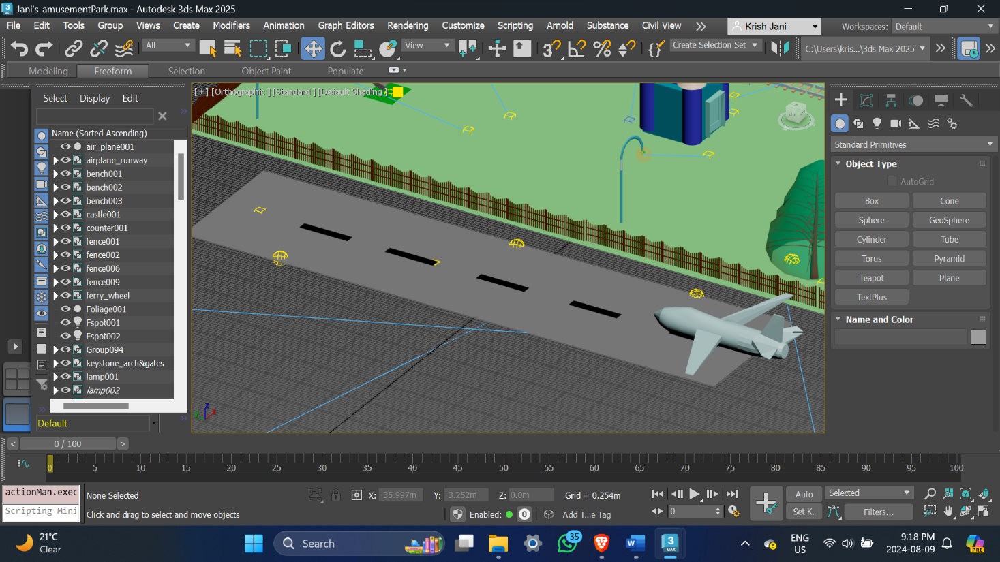 Jani's_amusementPark.max - Autodesk 3ds Max 2025
File Edit Tools Group Views Create Modifiers Animation Graph Editors Rendering Customize Scripting Arnold Substance Civil View Krish Jani Workspaces: Default
All View Create Selection Set C:\Users\kris...\3ds Max 2025
Modeling Freeform Selection Object Paint Populate
Select Display Edit
Name (Sorted Ascending)
air_plane001
airplane_runway
bench001
bench002
bench003
castle001
counter001
fence001
fence002
fence006
fence009
ferry_wheel
Foliage001
Fspot001
Fspot002
Group094
keystone_arch&gates
lamp001
lamp002
Default
[+] [Orthographic ] [Standard ] [Default Shading ]
z
x
Standard Primitives
Object Type
AutoGrid
Box Cone
Sphere GeoSphere
Cylinder Tube
Torus Pyramid
Teapot Plane
TextPlus
Name and Color
< 0 / 100 >
0 5 10 15 20 25 30 35 40 45 50 55 60 65 70 75 80 85 90 95 100
actionMan.exec
Scripting Mini
None Selected
Click and drag to select and move objects
X: -35.997m Y: -3.252m Z: 0.0m Grid = 0.254m
Enabled: 0 Add T...e Tag
0
Auto Selected
Set K. Filters...
21°C
Clear
Search
35
3
MAX
ENG
US
9:18 PM
2024-08-09
PRE